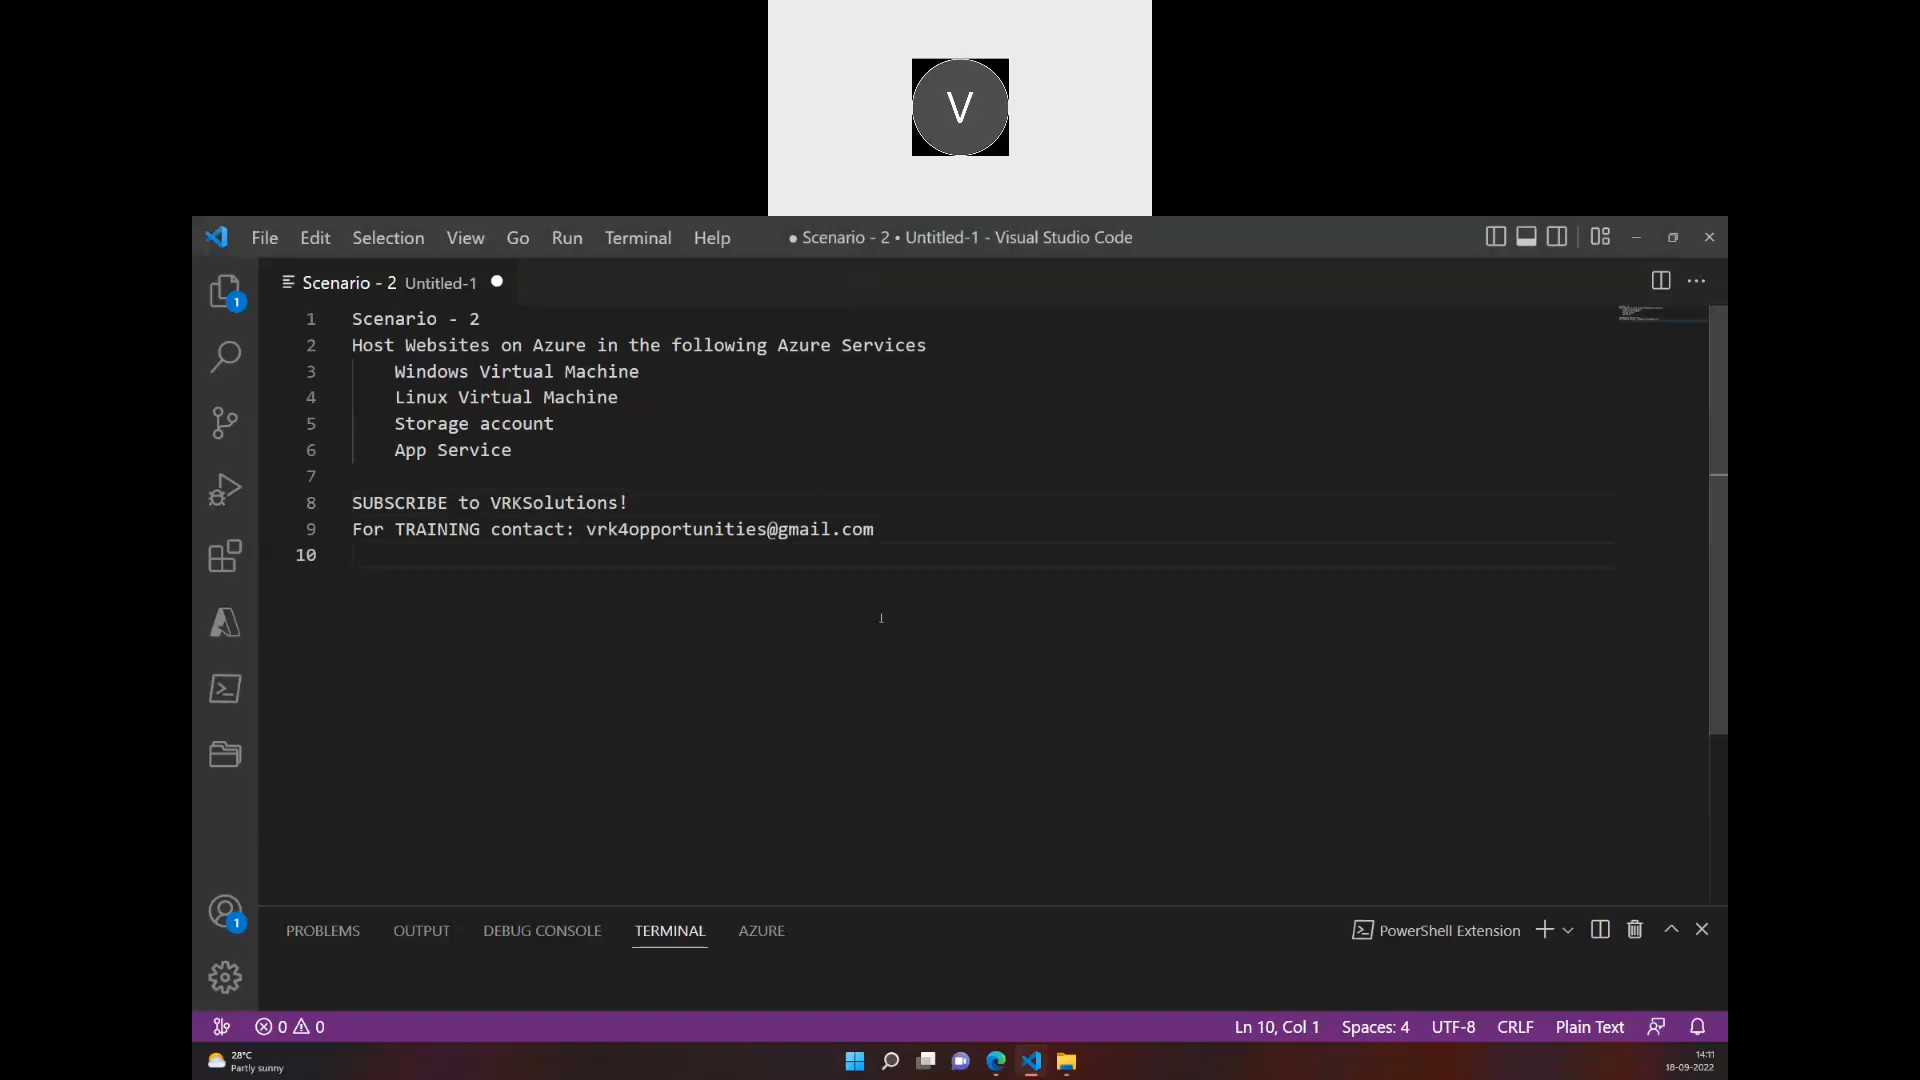 V
File Edit Selection View Go Run Terminal Help ● Scenario - 2 • Untitled-1 - Visual Studio Code
Scenario - 2 Untitled-1
1 Scenario - 2
2 Host Websites on Azure in the following Azure Services
3 Windows Virtual Machine
4 Linux Virtual Machine
5 Storage account
6 App Service
7
8 SUBSCRIBE to VRKSolutions!
9 For TRAINING contact: vrk4opportunities@gmail.com
10
1
1
PROBLEMS OUTPUT DEBUG CONSOLE TERMINAL AZURE PowerShell Extension
0 0 Ln 10, Col 1 Spaces: 4 UTF-8 CRLF Plain Text
28°C
Partly sunny
14:11
18-09-2022